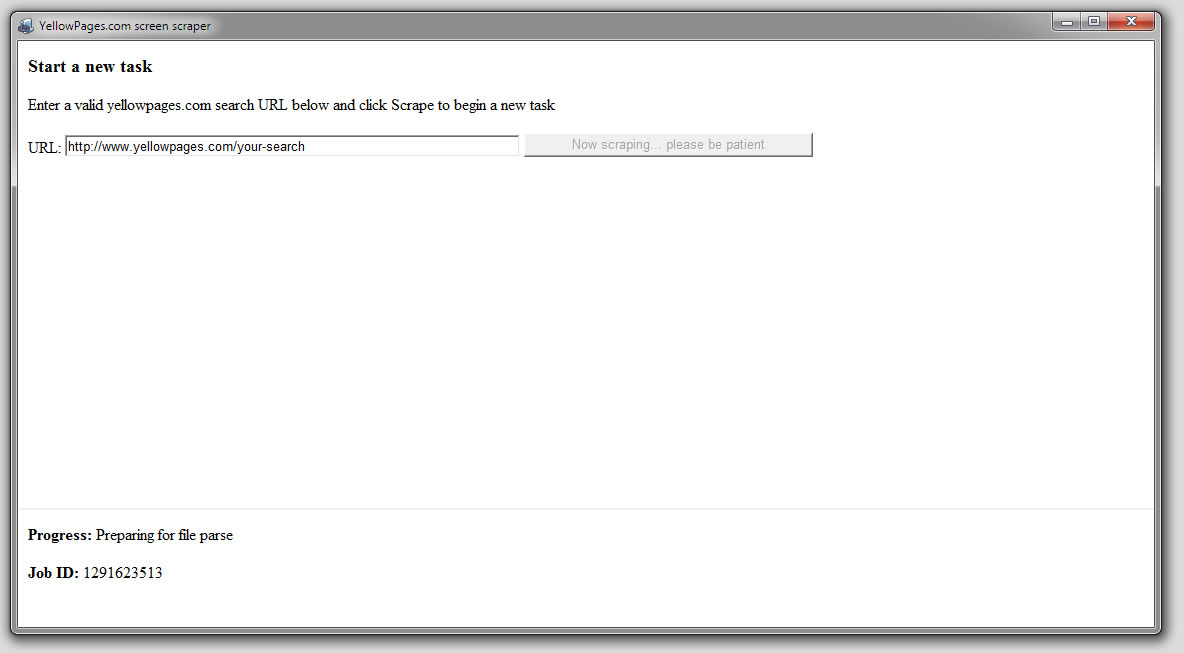 YellowPages.com screen scraper
Start a new task
Enter a valid yellowpages.com search URL below and click Scrape to begin a new task
URL: http://www.yellowpages.com/your-search Now scraping... please be patient
Progress: Preparing for file parse
Job ID: 1291623513